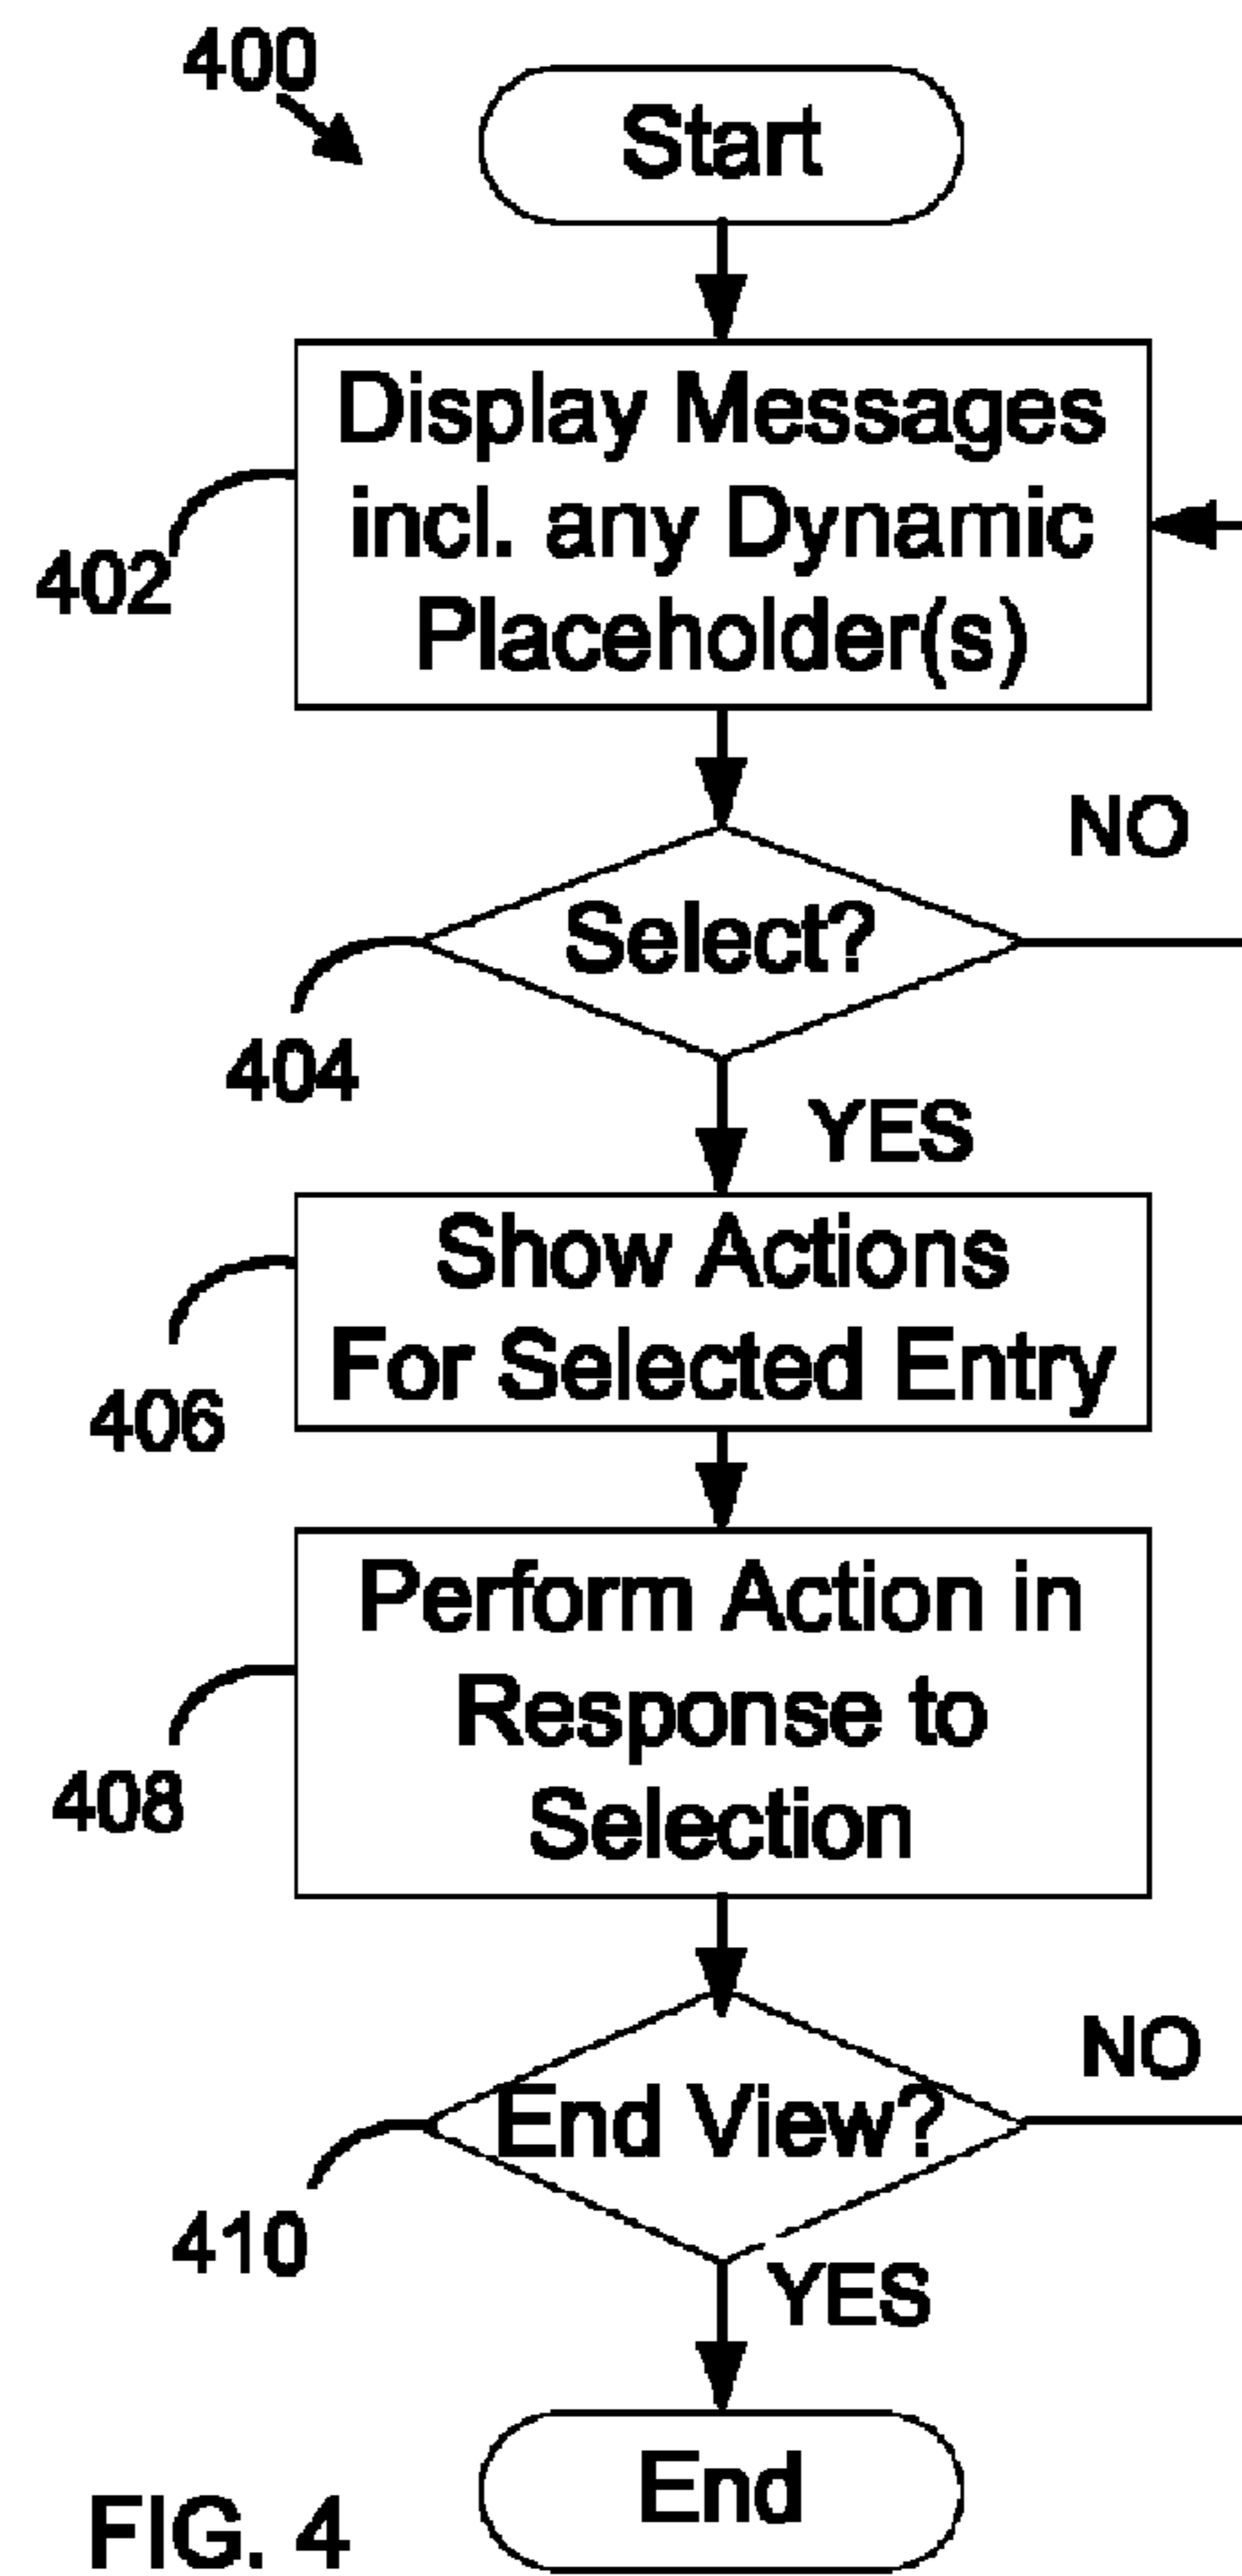 400
Start
Display Messages
incl. any Dynamic
Placeholder(s)
402
NO
Select?
404
YES
Show Actions
For Selected Entry
406
Perform Action in
Response to
Selection
408
NO
End View?
410
YES
End
FIG. 4